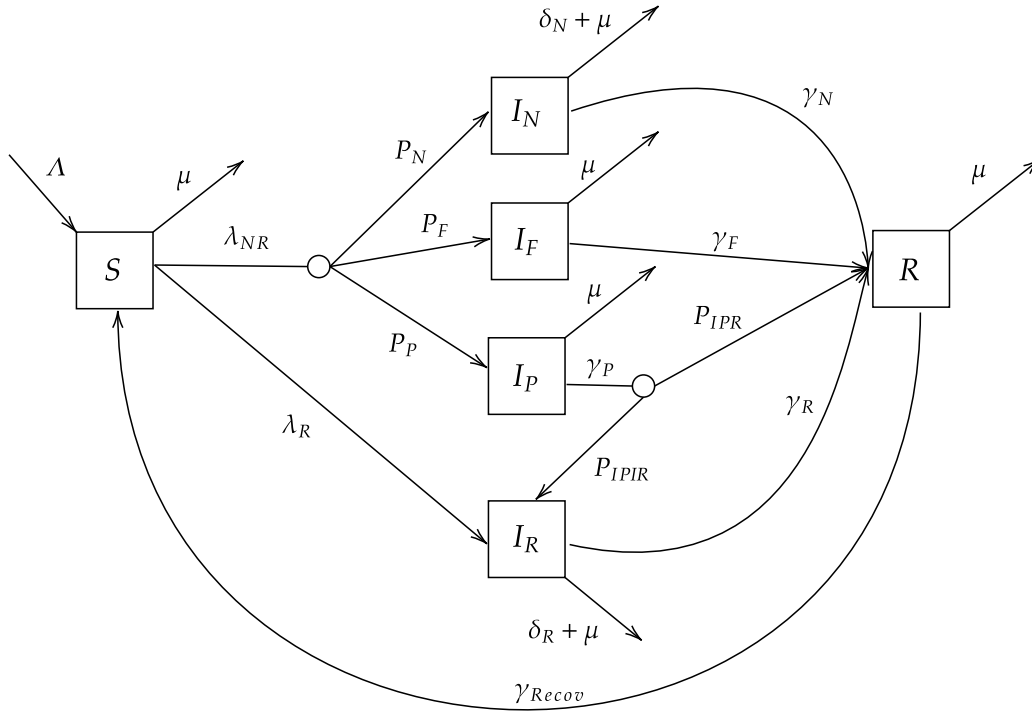 δ_N + μ
I_N
γ_N
P_N
Λ
μ
μ
μ
λ_NR
P_F
I_F
γ_F
S
R
μ
P_IPR
P_P
I_P
γ_P
γ_R
λ_R
P_IPIR
I_R
δ_R + μ
γ_Recov